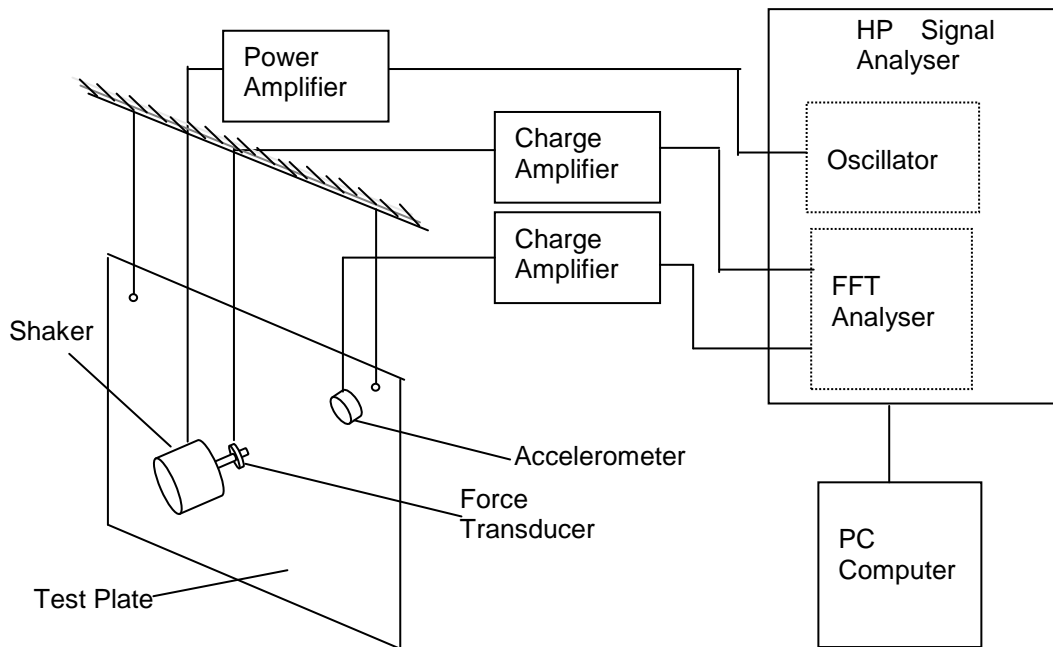 HP Signal
Analyser
Power
Amplifier
Charge
Amplifier
Oscillator
Charge
Amplifier
FFT
Analyser
Shaker
Accelerometer
Force
Transducer
PC
Computer
Test Plate